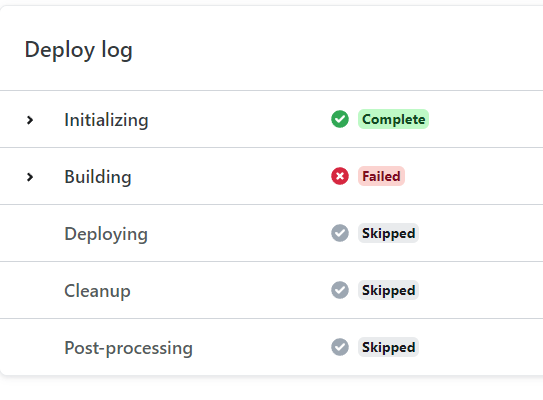 Deploy log
Initializing Complete
Building Failed
Deploying Skipped
Cleanup Skipped
Post-processing Skipped